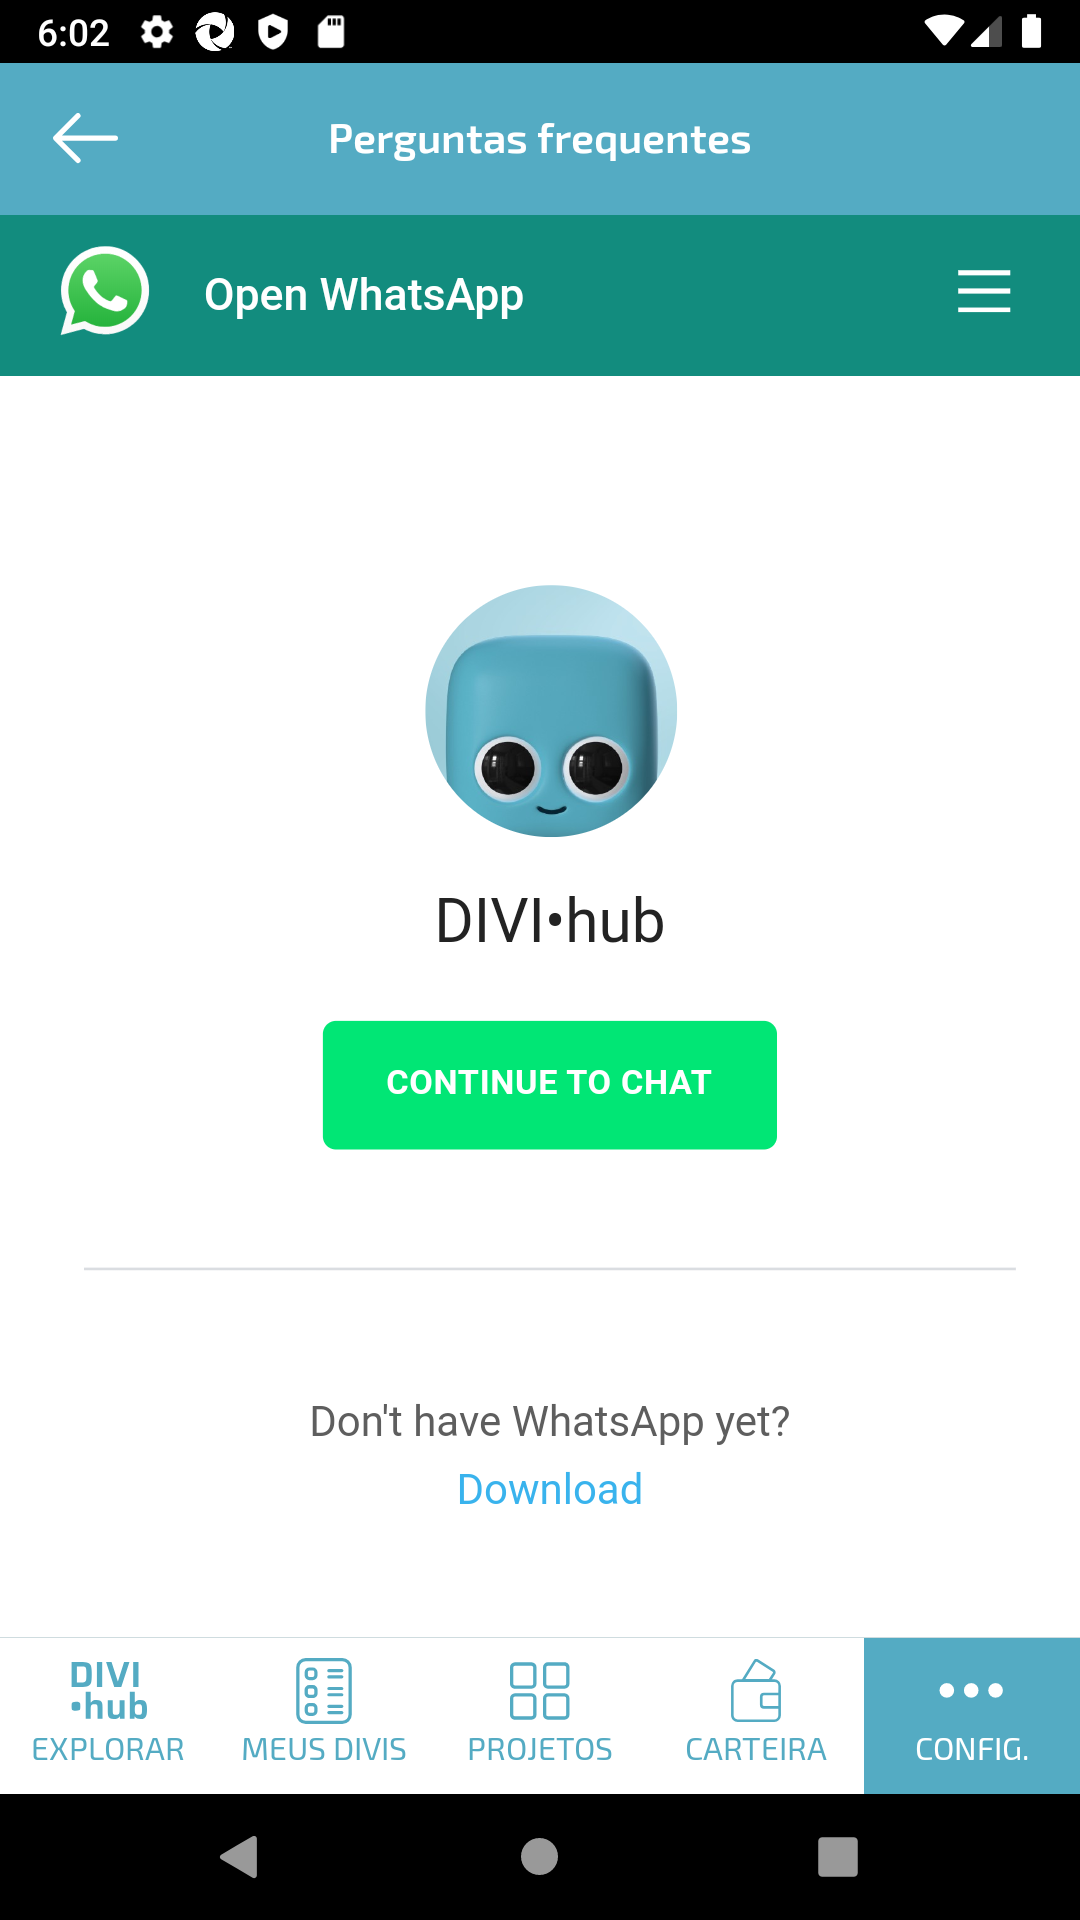 6:02
Perguntas frequentes
Open WhatsApp
DIVI•hub
CONTINUE TO CHAT
Don't have WhatsApp yet?
Download
DIVI
•hub
EXPLORAR
MEUS DIVIS
PROJETOS
CARTEIRA
CONFIG.